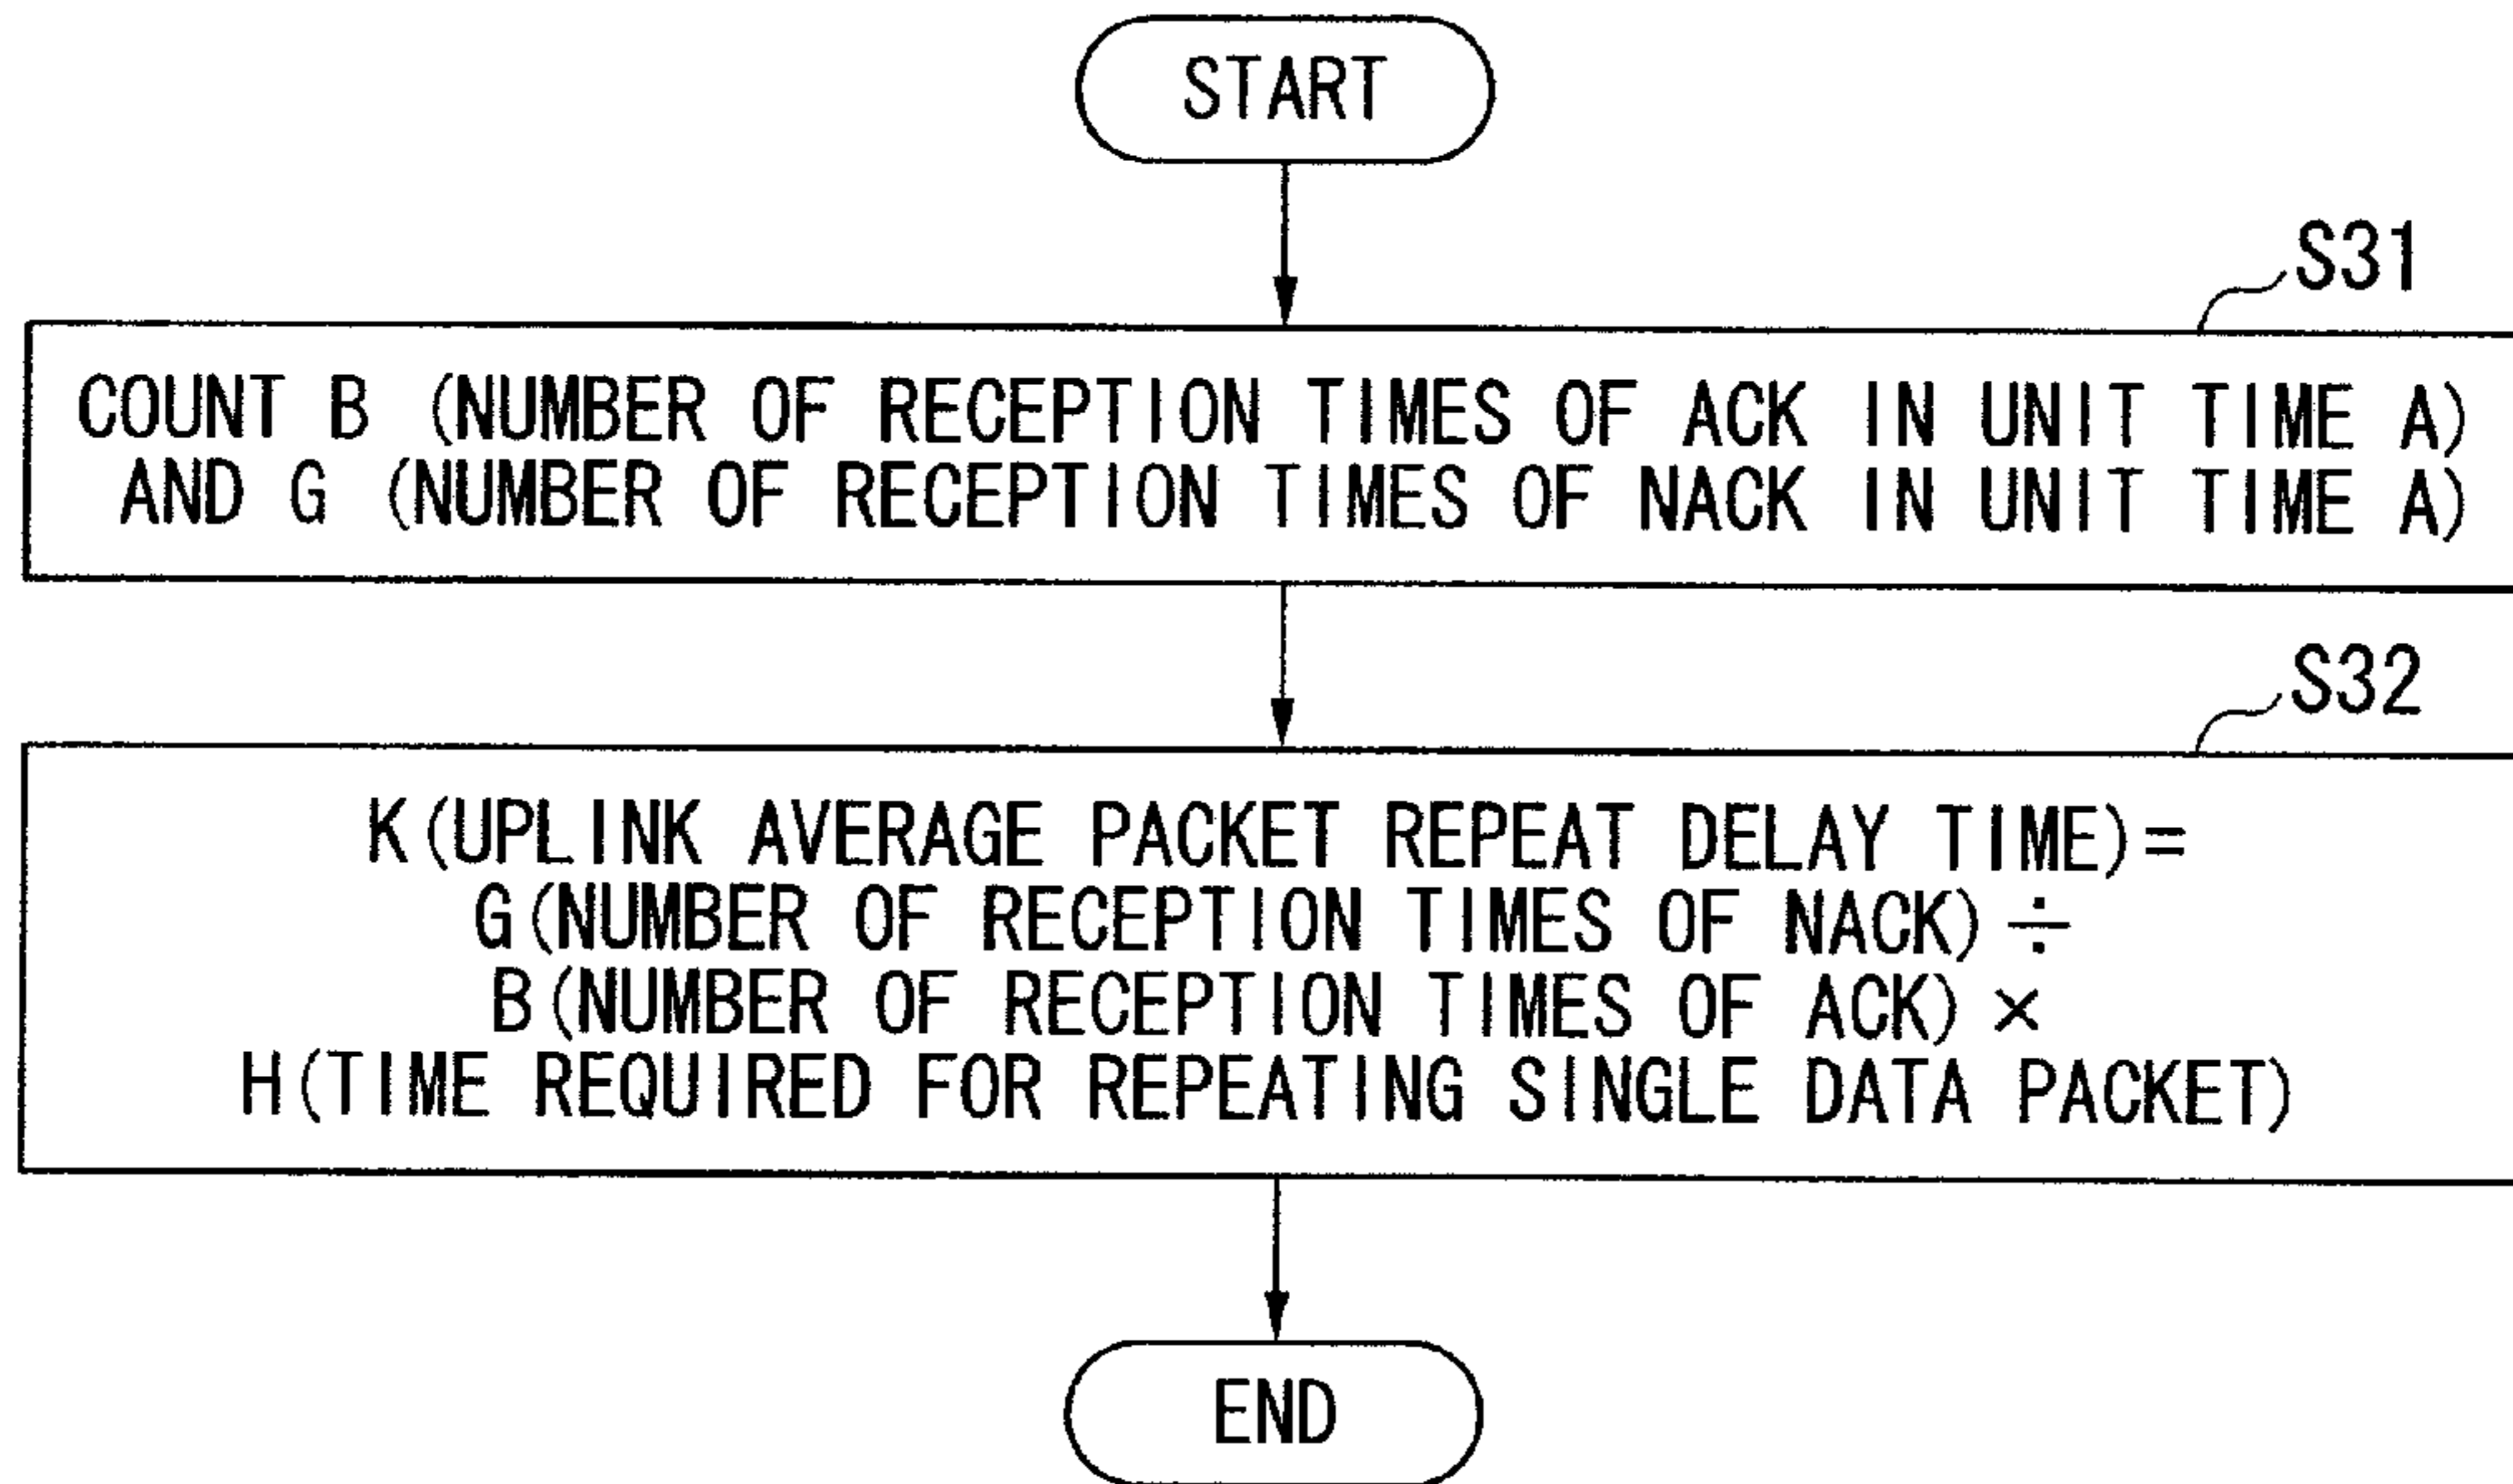 START
S31
COUNT B (NUMBER OF RECEPTION TIMES OF ACK IN UNIT TIME A)
AND G (NUMBER OF RECEPTION TIMES OF NACK IN UNIT TIME A)
S32
K(UPLINK AVERAGE PACKET REPEAT DELAY TIME)=
G(NUMBER OF RECEPTION TIMES OF NACK)÷
B(NUMBER OF RECEPTION TIMES OF ACK)×
H(TIME REQUIRED FOR REPEATING SINGLE DATA PACKET)
END